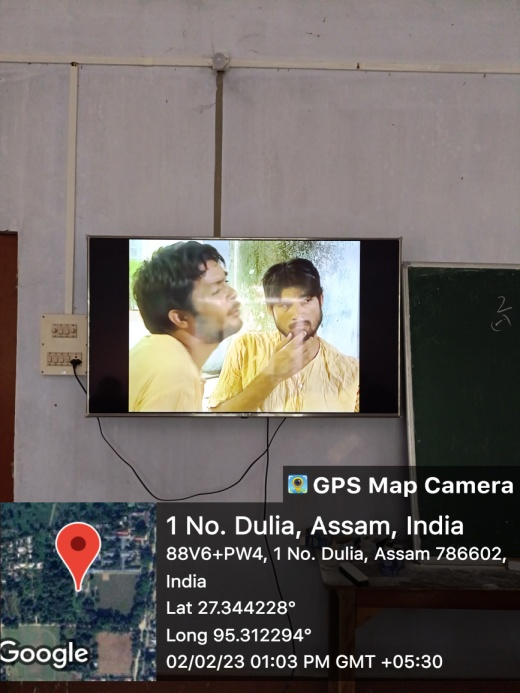 2
GPS Map Camera
1 No. Dulia, Assam, India
88V6+PW4, 1 No. Dulia, Assam 786602,
India
Lat 27.344228°
Long 95.312294°
02/02/23 01:03 PM GMT +05:30
Google